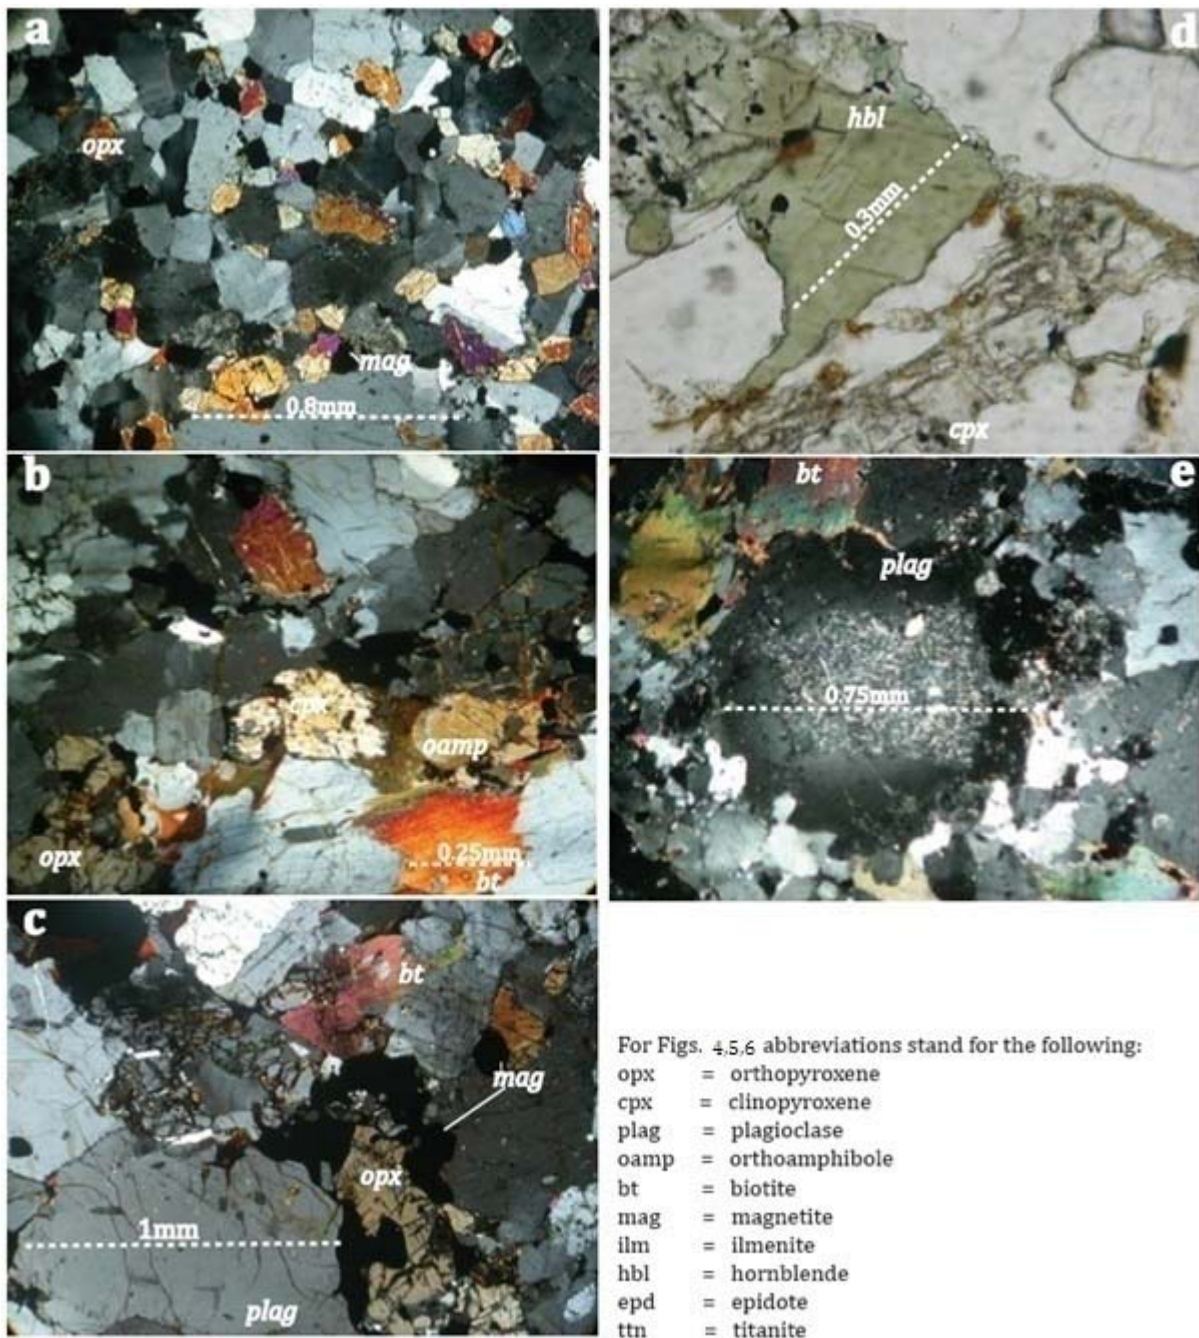 a
opx
mag
0.8mm
b
cpx
oamp
opx
0.25mm
bt
c
bt
mag
opx
1mm
plag
d
hbl
0.3mm
cpx
e
bt
plag
0.75mm
For Figs. 4,5,6 abbreviations stand for the following:
opx = orthopyroxene
cpx = clinopyroxene
plag = plagioclase
oamp = orthoamphibole
bt = biotite
mag = magnetite
ilm = ilmenite
hbl = hornblende
epd = epidote
ttn = titanite